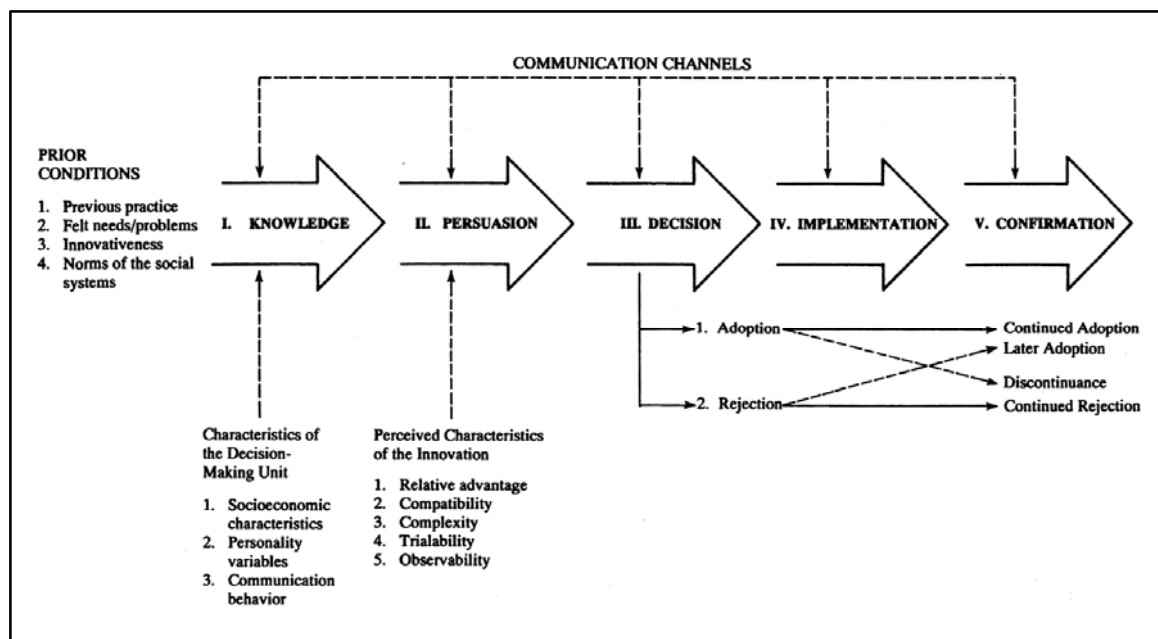 COMMUNICATION CHANNELS
PRIOR
CONDITIONS
1. Previous practice
2. Felt needs/problems
3. Innovativeness
4. Norms of the social
systems
I. KNOWLEDGE
II. PERSUASION
III. DECISION
IV. IMPLEMENTATION
V. CONFIRMATION
1. Adoption
2. Rejection
Continued Adoption
Later Adoption
Discontinuance
Continued Rejection
Characteristics of
the Decision-
Making Unit
1. Socioeconomic
characteristics
2. Personality
variables
3. Communication
behavior
Perceived Characteristics
of the Innovation
1. Relative advantage
2. Compatibility
3. Complexity
4. Trialability
5. Observability